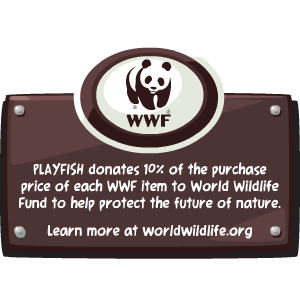 WWF
PLAYFISH donates 10% of the purchase
price of each WWF item to World Wildlife
Fund to help protect the future of nature.
Learn more at worldwildlife.org